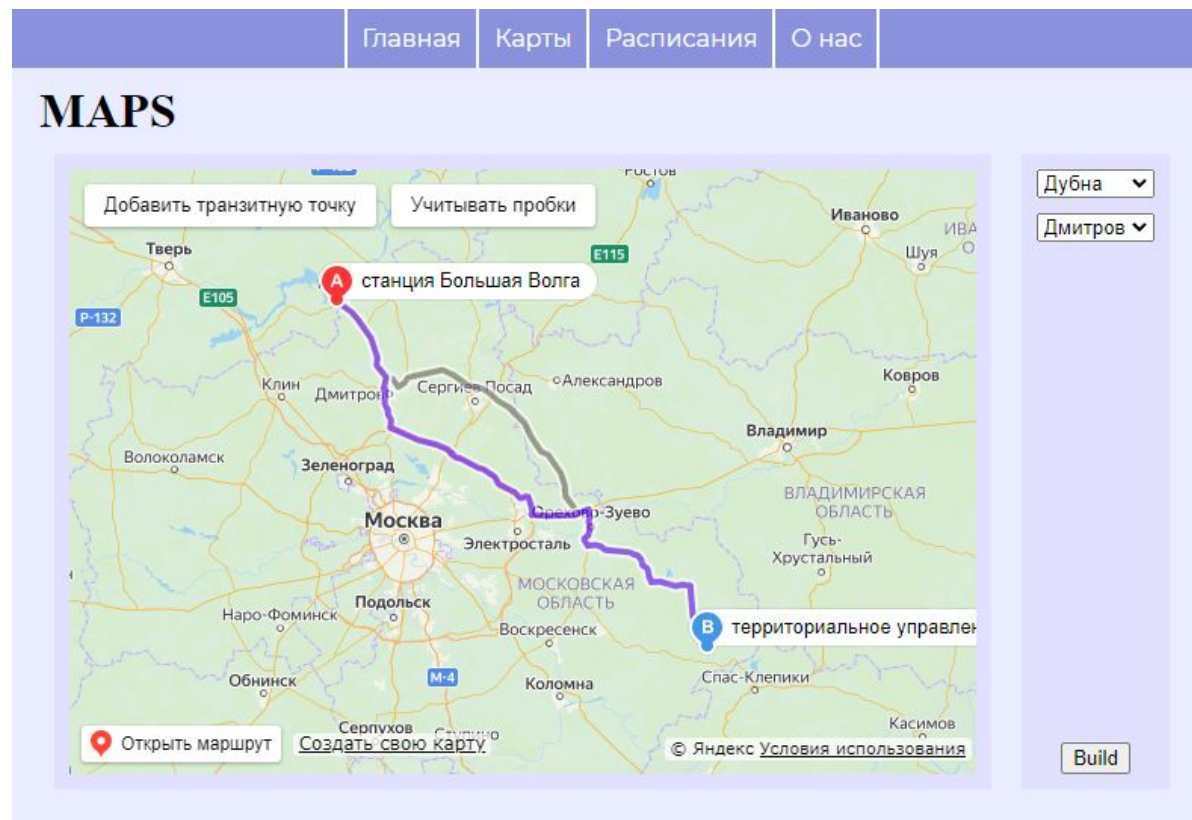 Главная Карты Расписания О нас
MAPS
Добавить транзитную точку Учитывать пробки
Дубна
Дмитров
Иваново
Шуя
Тверь
E115
A станция Большая Волга
E105
P-132
Клин Дмитров Сергиев Посад Александров
Ковров
Владимир
Волоколамск
Зеленоград
ВЛАДИМИРСКАЯ
ОБЛАСТЬ
Москва
Орехово-Зуево
Электросталь
Гусь-
Хрустальный
МОСКОВСКАЯ
ОБЛАСТЬ
Подольск
Наро-Фоминск
Воскресенск
B территориальное управлен
Обнинск
M-4
Коломна
Спас-Клепики
Серпухов
Касимов
Открыть маршрут Создать свою карту
© Яндекс Условия использования
Build